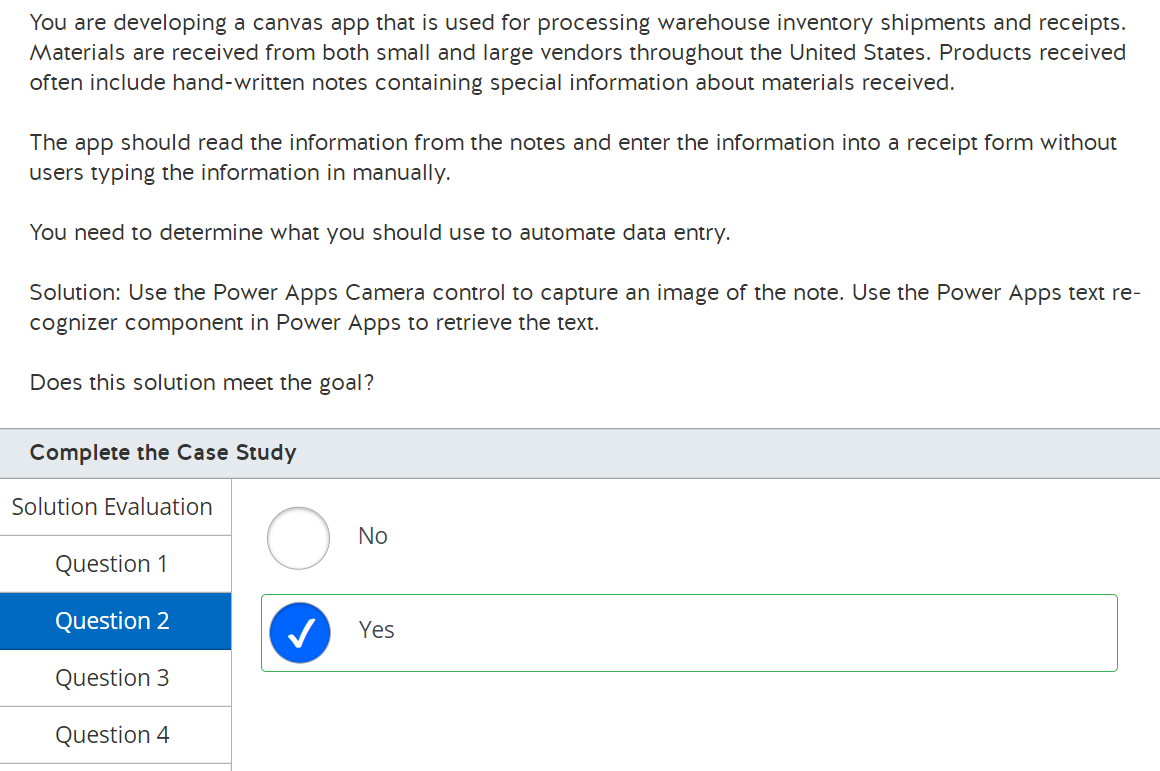 You are developing a canvas app that is used for processing warehouse inventory shipments and receipts.
Materials are received from both small and large vendors throughout the United States. Products received
often include hand-written notes containing special information about materials received.
The app should read the information from the notes and enter the information into a receipt form without
users typing the information in manually.
You need to determine what you should use to automate data entry.
Solution: Use the Power Apps Camera control to capture an image of the note. Use the Power Apps text re-
cognizer component in Power Apps to retrieve the text.
Does this solution meet the goal?
Complete the Case Study
Solution Evaluation
Question 1
Question 2
Question 3
Question 4
No
Yes